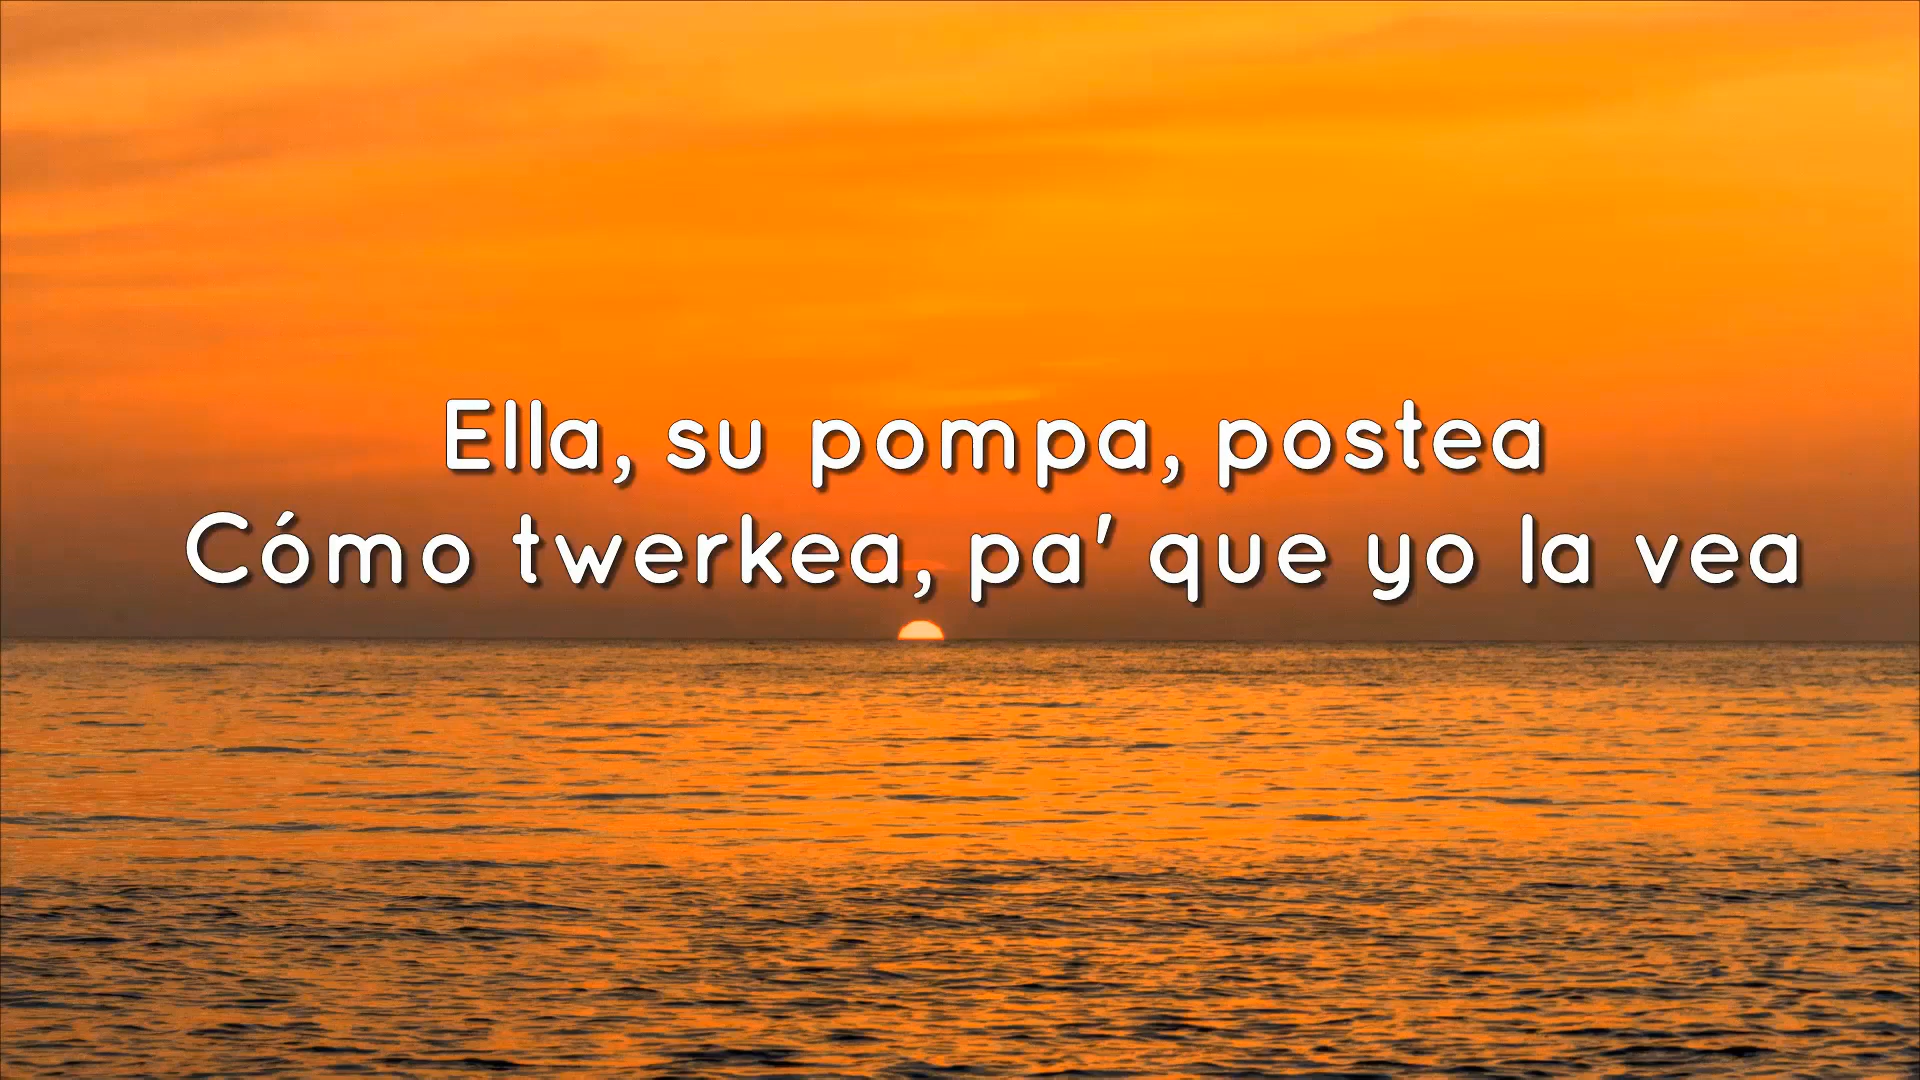 Ella, su pompa, postea
Cómo twerkea, pa' que yo la vea